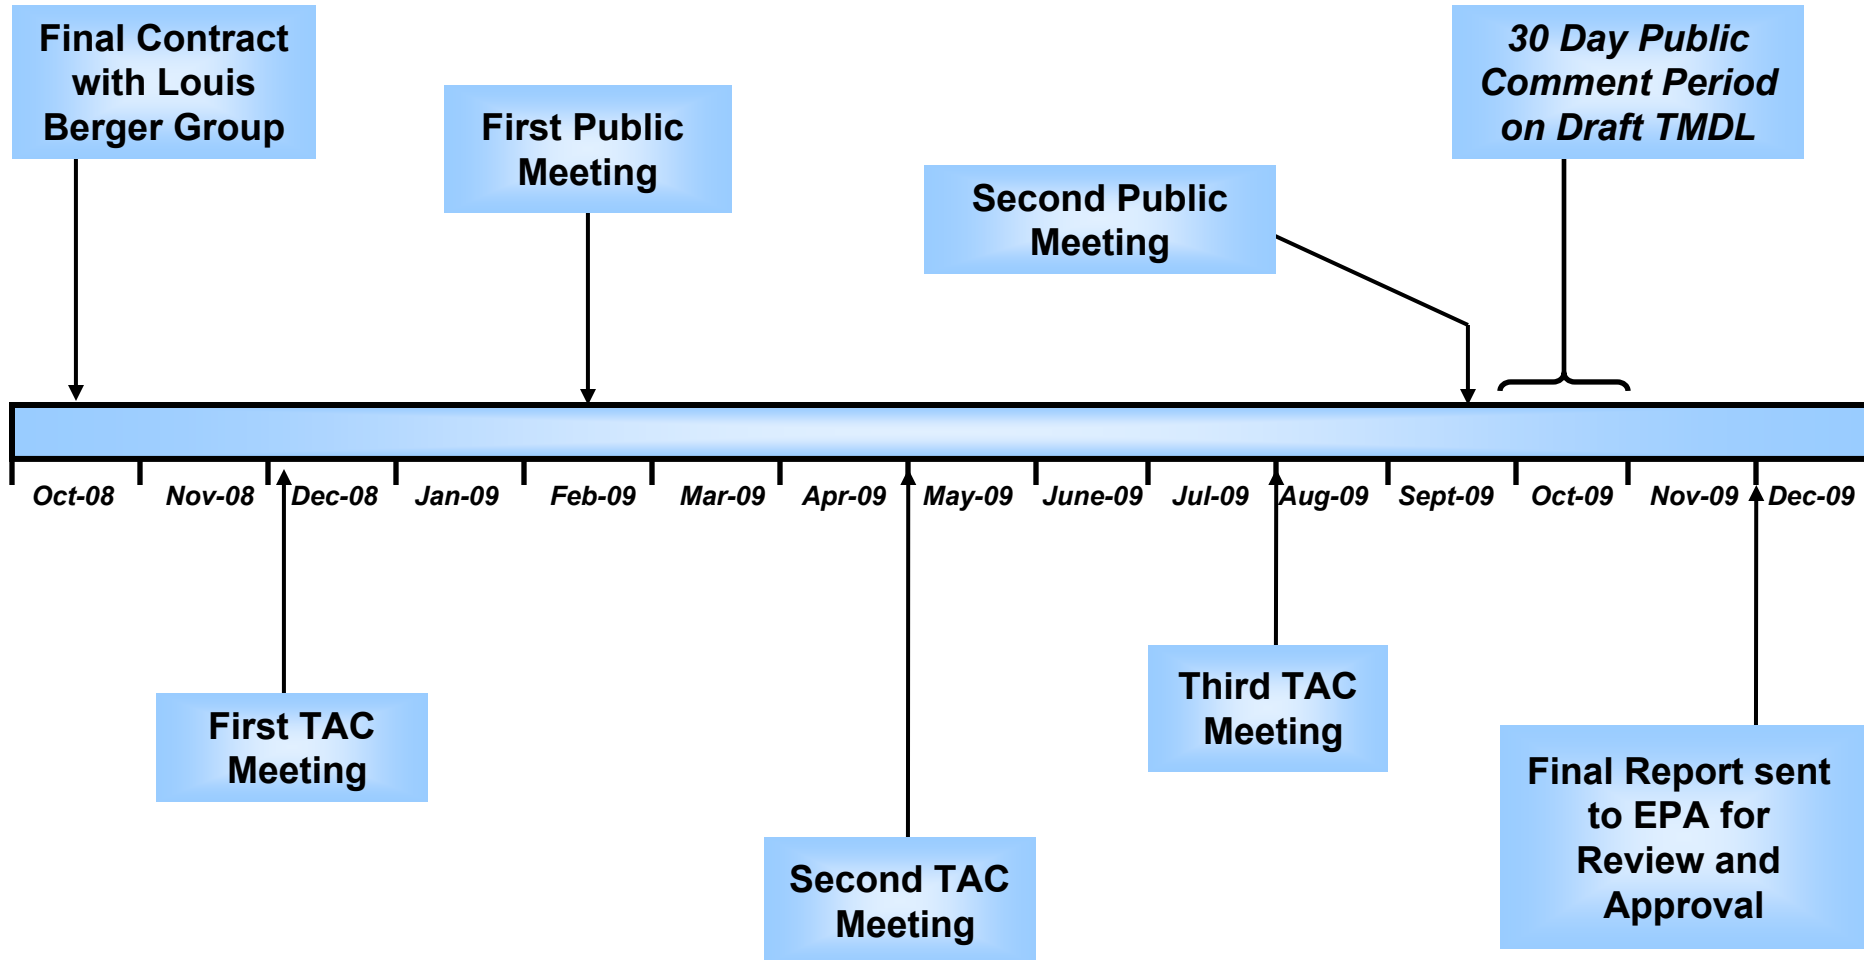 Final Contract
with Louis
Berger Group
First Public
Meeting
Second Public
Meeting
30 Day Public
Comment Period
on Draft TMDL
Oct-08
Nov-08
Dec-08
Jan-09
Feb-09
Mar-09
Apr-09
May-09
June-09
Jul-09
Aug-09
Sept-09
Oct-09
Nov-09
Dec-09
First TAC
Meeting
Second TAC
Meeting
Third TAC
Meeting
Final Report sent
to EPA for
Review and
Approval